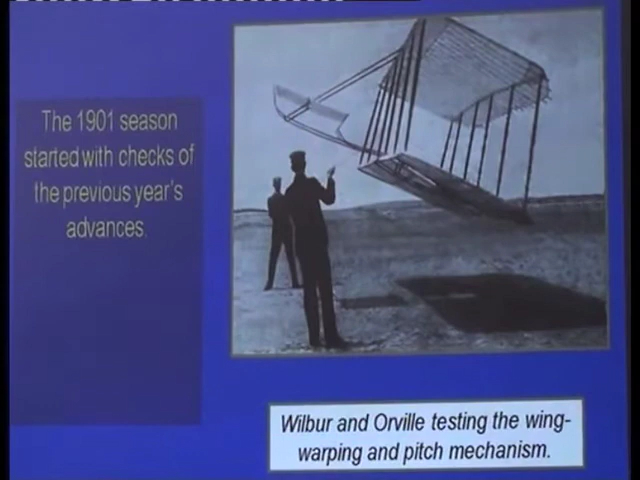 The 1901 season
started with checks of
the previous year's
advances.
Wilbur and Orville testing the wing-
warping and pitch mechanism.